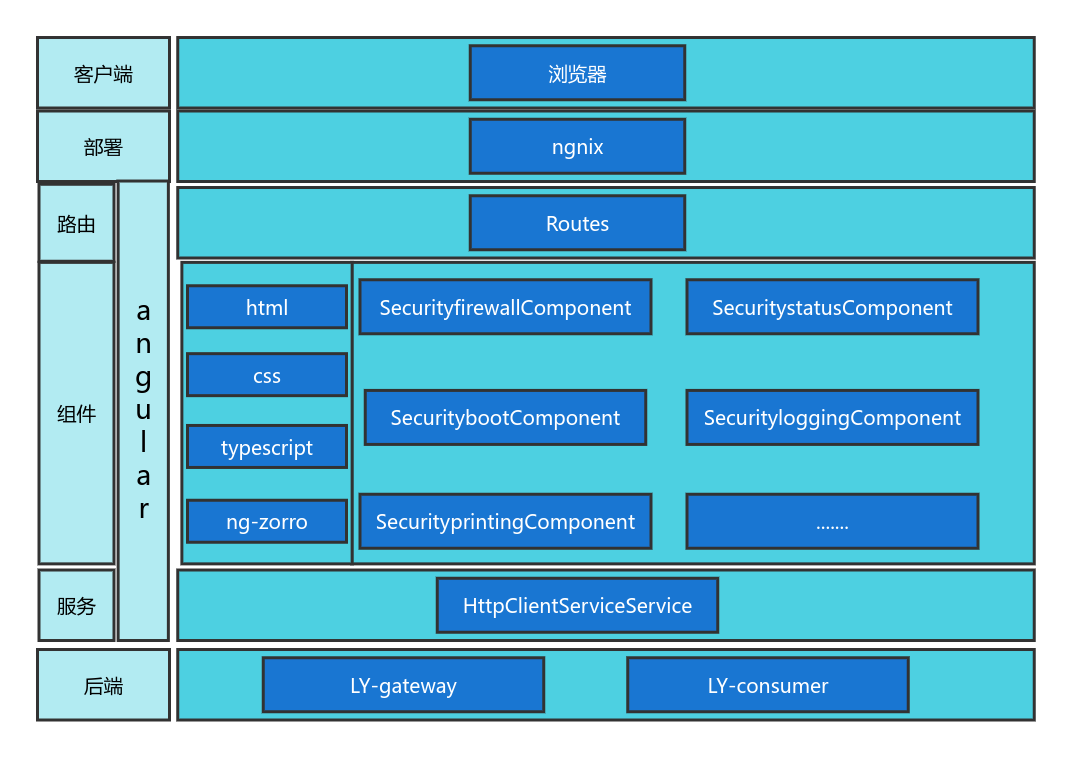 客户端
浏览器
部署
ngnix
路由
angular
Routes
组件
html
css
typescript
ng-zorro
SecurityfirewallComponent
SecuritystatusComponent
SecuritybootComponent
SecurityloggingComponent
SecurityprintingComponent
.......
服务
HttpClientServiceService
后端
LY-gateway
LY-consumer